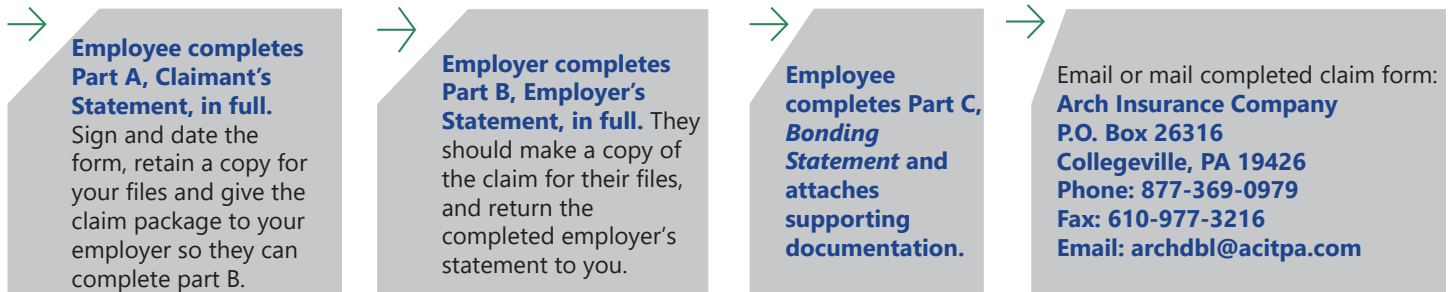 Employee completes
Part A, Claimant's
Statement, in full.
Sign and date the
form, retain a copy for
your files and give the
claim package to your
employer so they can
complete part B.
Employer completes
Part B, Employer's
Statement, in full. They
should make a copy of
the claim for their files,
and return the
completed employer's
statement to you.
Employee
completes Part C,
Bonding
Statement and
attaches
supporting
documentation.
Email or mail completed claim form:
Arch Insurance Company
P.O. Box 26316
Collegeville, PA 19426
Phone: 877-369-0979
Fax: 610-977-3216
Email: archdbl@acitpa.com